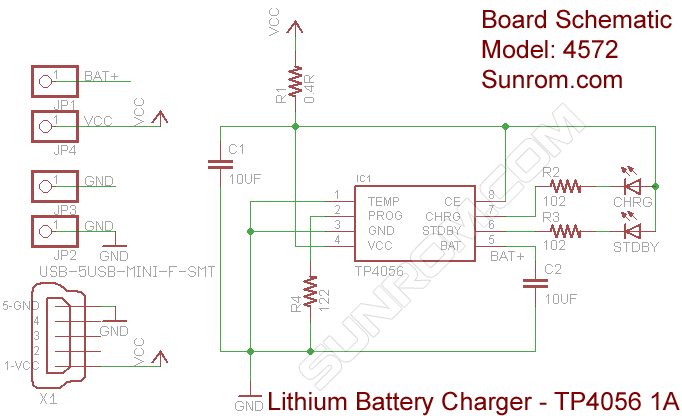 Board Schematic
Model: 4572
Sunrom.com
VCC
R1
0.4R
1
BAT+
JP1
1
VCC
JP4
VCC
1
GND
JP3
1
GND
JP2
GND
USB-5USB-MINI-F-SMT
5-GND
4
3
2
1-VCC
GND
VCC
X1
C1
10UF
IC1
1
2
3
4
TEMP
PROG
GND
VCC
CE
CHRG
STDBY
BAT
8
7
6
5
TP4056
BAT+
R2
102
CHRG
R3
102
STDBY
R4
122
C2
10UF
GND
SUNROM.COM
SUNROM.COM
Lithium Battery Charger - TP4056 1A